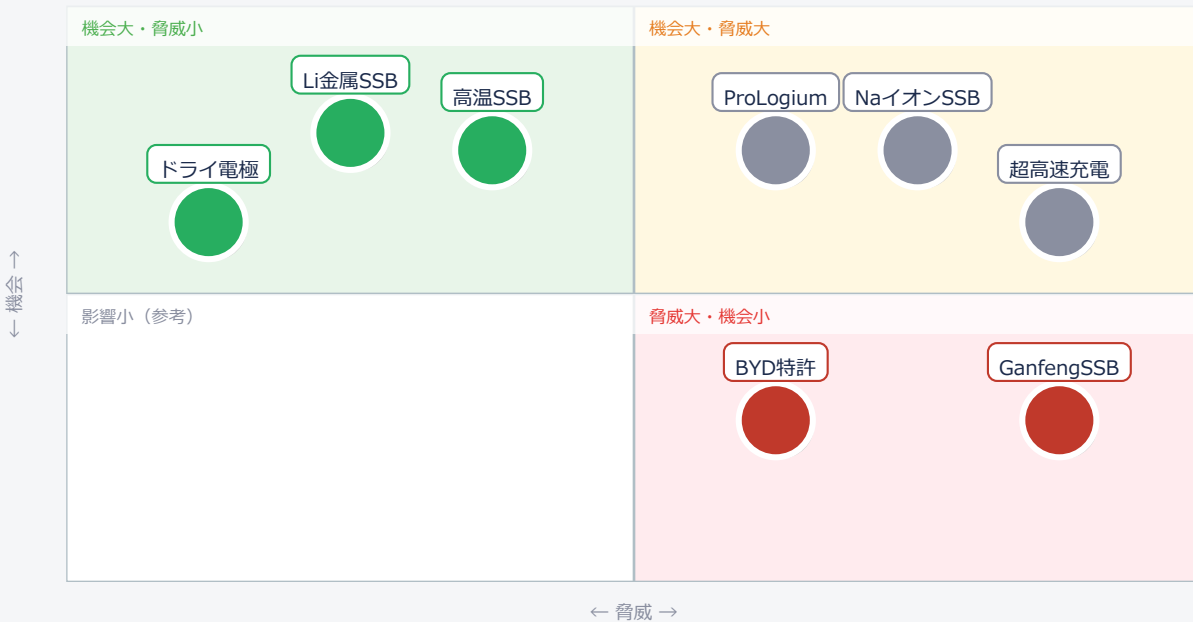 機会大・脅威小
機会大・脅威大
Li金属SSB
高温SSB
ProLogium
NaイオンSSB
ドライ電極
超高速充電
← 機会 →
影響小（参考）
脅威大・機会小
BYD特許
GanfengSSB
← 脅威 →